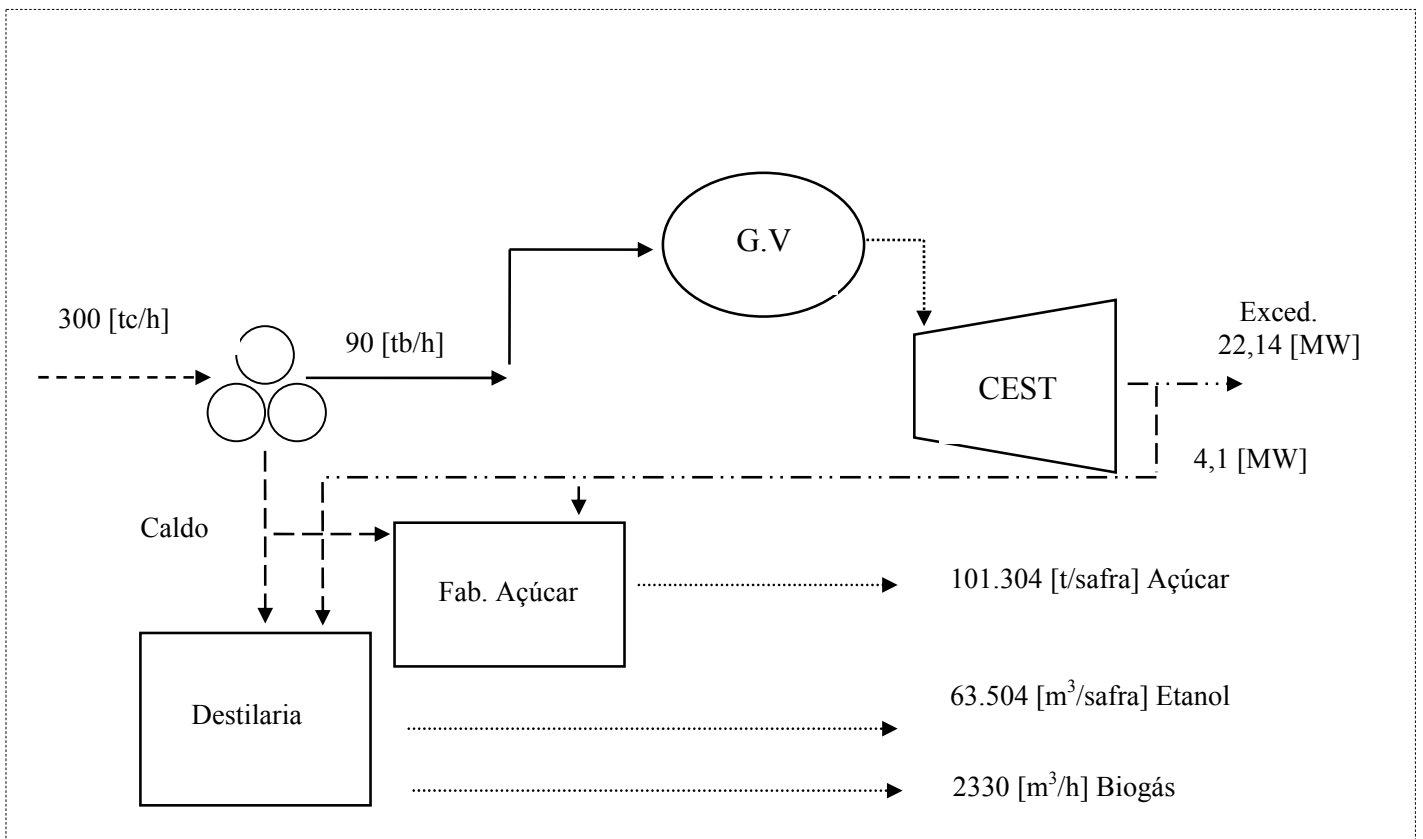 G.V
300 [tc/h]
90 [tb/h]
Exced.
22,14 [MW]
CEST
4,1 [MW]
Caldo
Fab. Açúcar
101.304 [t/safra] Açúcar
Destilaria
63.504 [m³/safra] Etanol
2330 [m³/h] Biogás